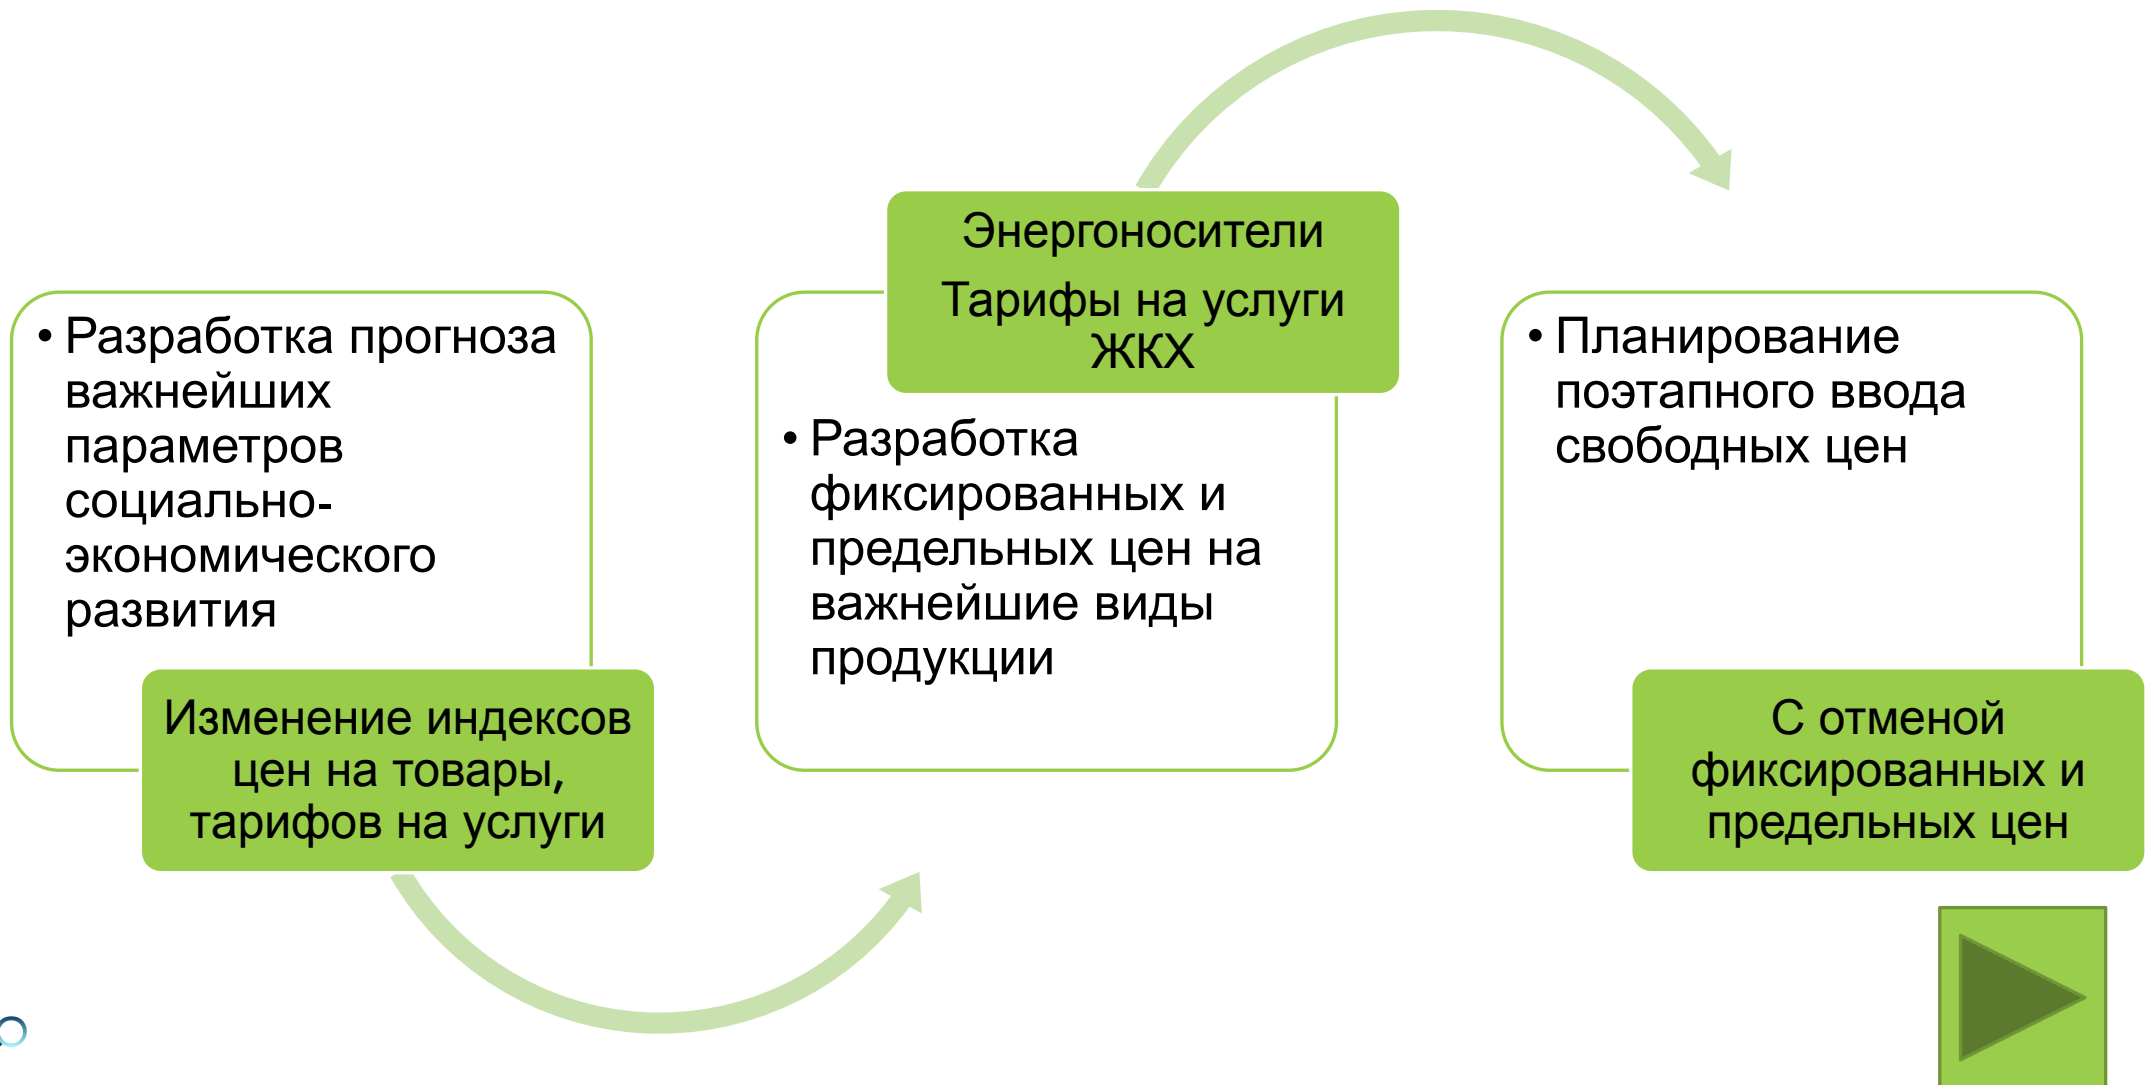 • Разработка прогноза
важнейших
параметров
социально-
экономического
развития
Изменение индексов
цен на товары,
тарифов на услуги
Энергоносители
Тарифы на услуги
ЖКХ
• Разработка
фиксированных и
предельных цен на
важнейшие виды
продукции
• Планирование
поэтапного ввода
свободных цен
С отменой
фиксированных и
предельных цен